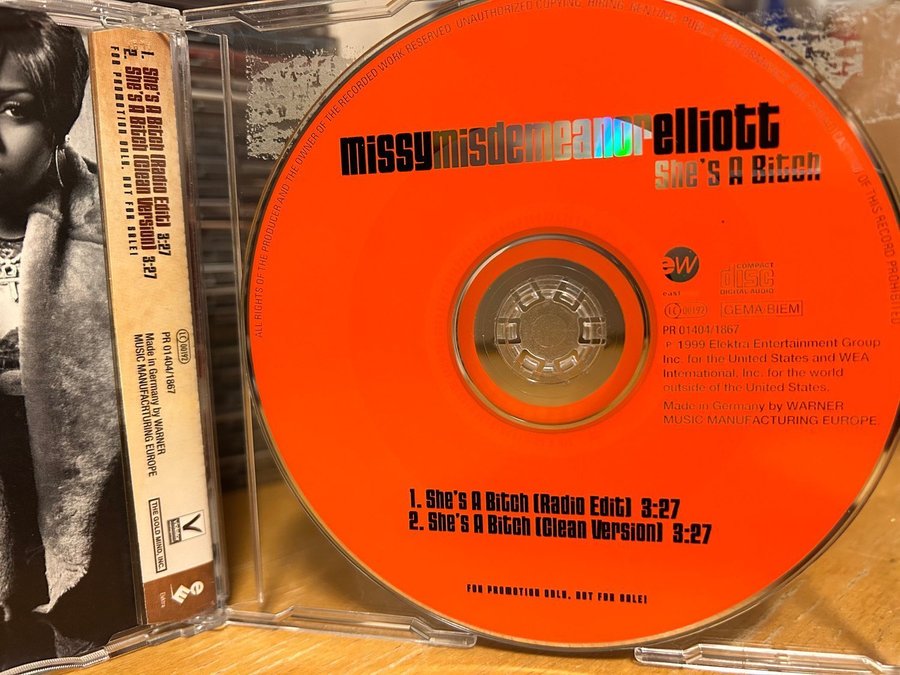 1. She's A Bitch (Radio Edit) 3:27
2. She's A Bitch (Clean Version) 3:27
FOR PROMOTION ONLY, NOT FOR SALE!
LC 00192
PR 01404/1867
Made in Germany by WARNER
MUSIC MANUFACTURING EUROPE
THE GOLD MIND, INC.
ew
Elektra
ALL RIGHTS OF THE PRODUCER AND THE OWNER OF THE RECORDED WORK RESERVED. UNAUTHORIZED COPYING, HIRING, RENTING, PUBLIC PERFORMANCE
OF THIS RECORD PROHIBITED
missymisdemeanorelliott
She's A Bitch
ew
east
COMPACT
disc
DIGITAL AUDIO
LC 00192
GEMA/BIEM
PR 01404/1867
℗ 1999 Elektra Entertainment Group
Inc. for the United States and WEA
International, Inc. for the world
outside of the United States.
Made in Germany by WARNER
MUSIC MANUFACTURING EUROPE.
1. She's A Bitch (Radio Edit) 3:27
2. She's A Bitch (Clean Version) 3:27
FOR PROMOTION ONLY, NOT FOR SALE!